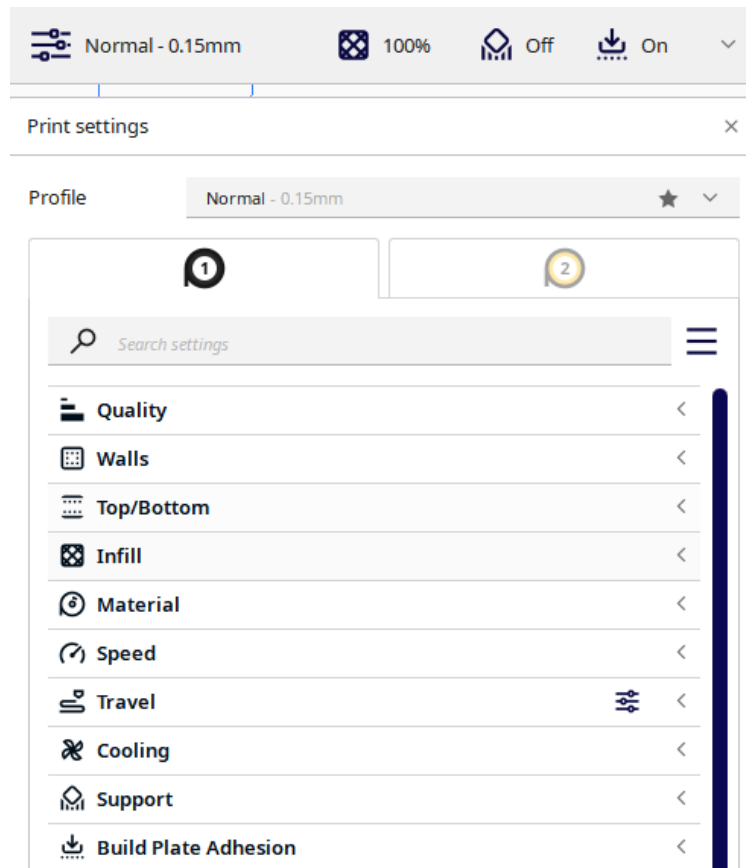 Normal - 0.15mm 100% Off On
Print settings
Profile Normal - 0.15mm
1 2
Search settings
Quality
Walls
Top/Bottom
Infill
Material
Speed
Travel
Cooling
Support
Build Plate Adhesion